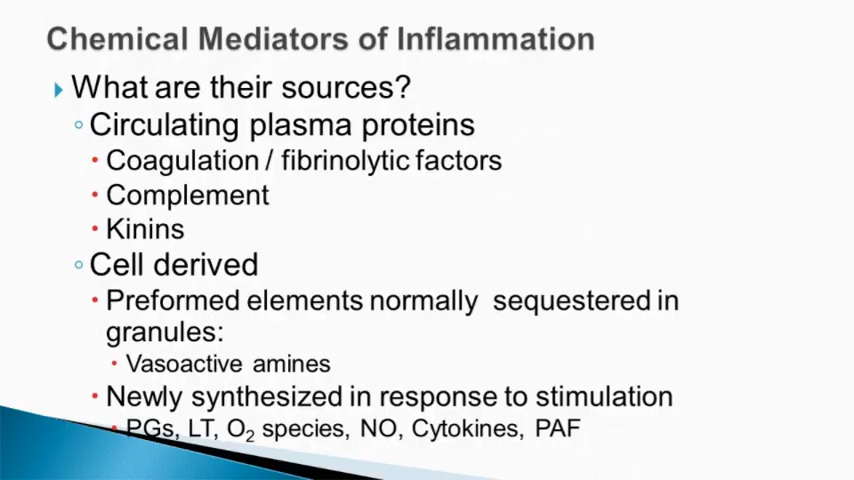 Chemical Mediators of Inflammation
What are their sources?
Circulating plasma proteins
Coagulation / fibrinolytic factors
Complement
Kinins
Cell derived
Preformed elements normally sequestered in
granules:
Vasoactive amines
Newly synthesized in response to stimulation
PGs, LT, O₂ species, NO, Cytokines, PAF